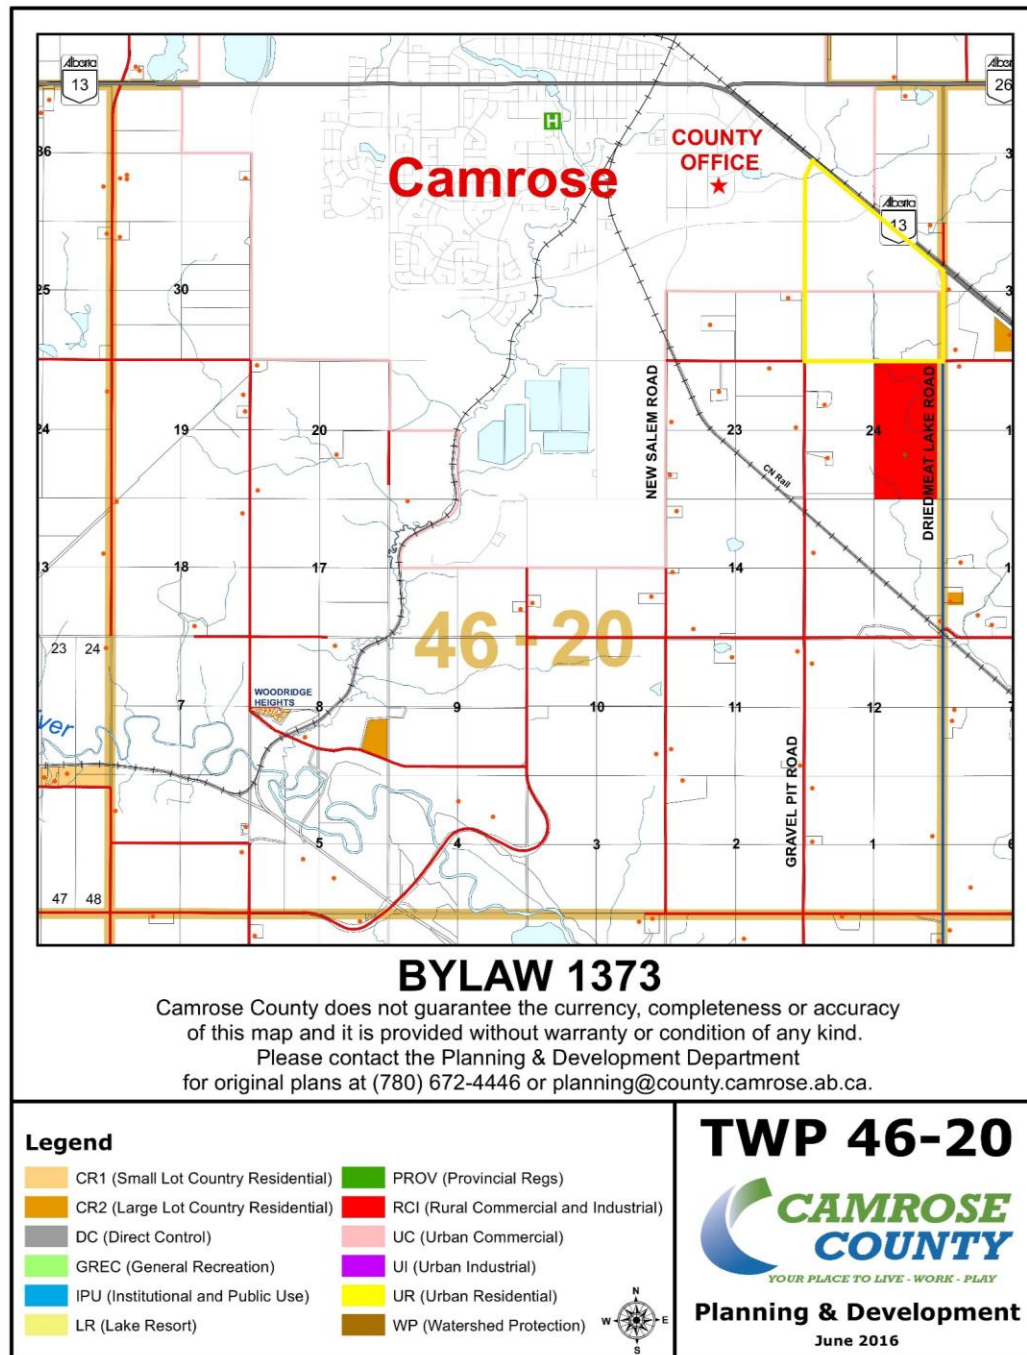 Alberta
13
Alberta
26
H
COUNTY
OFFICE
36
Camrose
3
Alberta
13
25
30
3
NEW SALEM ROAD
DRIEDMEAT LAKE ROAD
24
19
20
23
24
1
CN Rail
13
18
17
14
1
46 - 20
23
24
WOODRIDGE
HEIGHTS
7
8
9
10
11
12
7
iver
GRAVEL PIT ROAD
5
4
3
2
1
6
47
48
BYLAW 1373
Camrose County does not guarantee the currency, completeness or accuracy
of this map and it is provided without warranty or condition of any kind.
Please contact the Planning & Development Department
for original plans at (780) 672-4446 or planning@county.camrose.ab.ca.
Legend
CR1 (Small Lot Country Residential)
CR2 (Large Lot Country Residential)
DC (Direct Control)
GREC (General Recreation)
IPU (Institutional and Public Use)
LR (Lake Resort)
PROV (Provincial Regs)
RCI (Rural Commercial and Industrial)
UC (Urban Commercial)
UI (Urban Industrial)
UR (Urban Residential)
WP (Watershed Protection)
N
W
E
S
TWP 46-20
CAMROSE
COUNTY
YOUR PLACE TO LIVE - WORK - PLAY
Planning & Development
June 2016